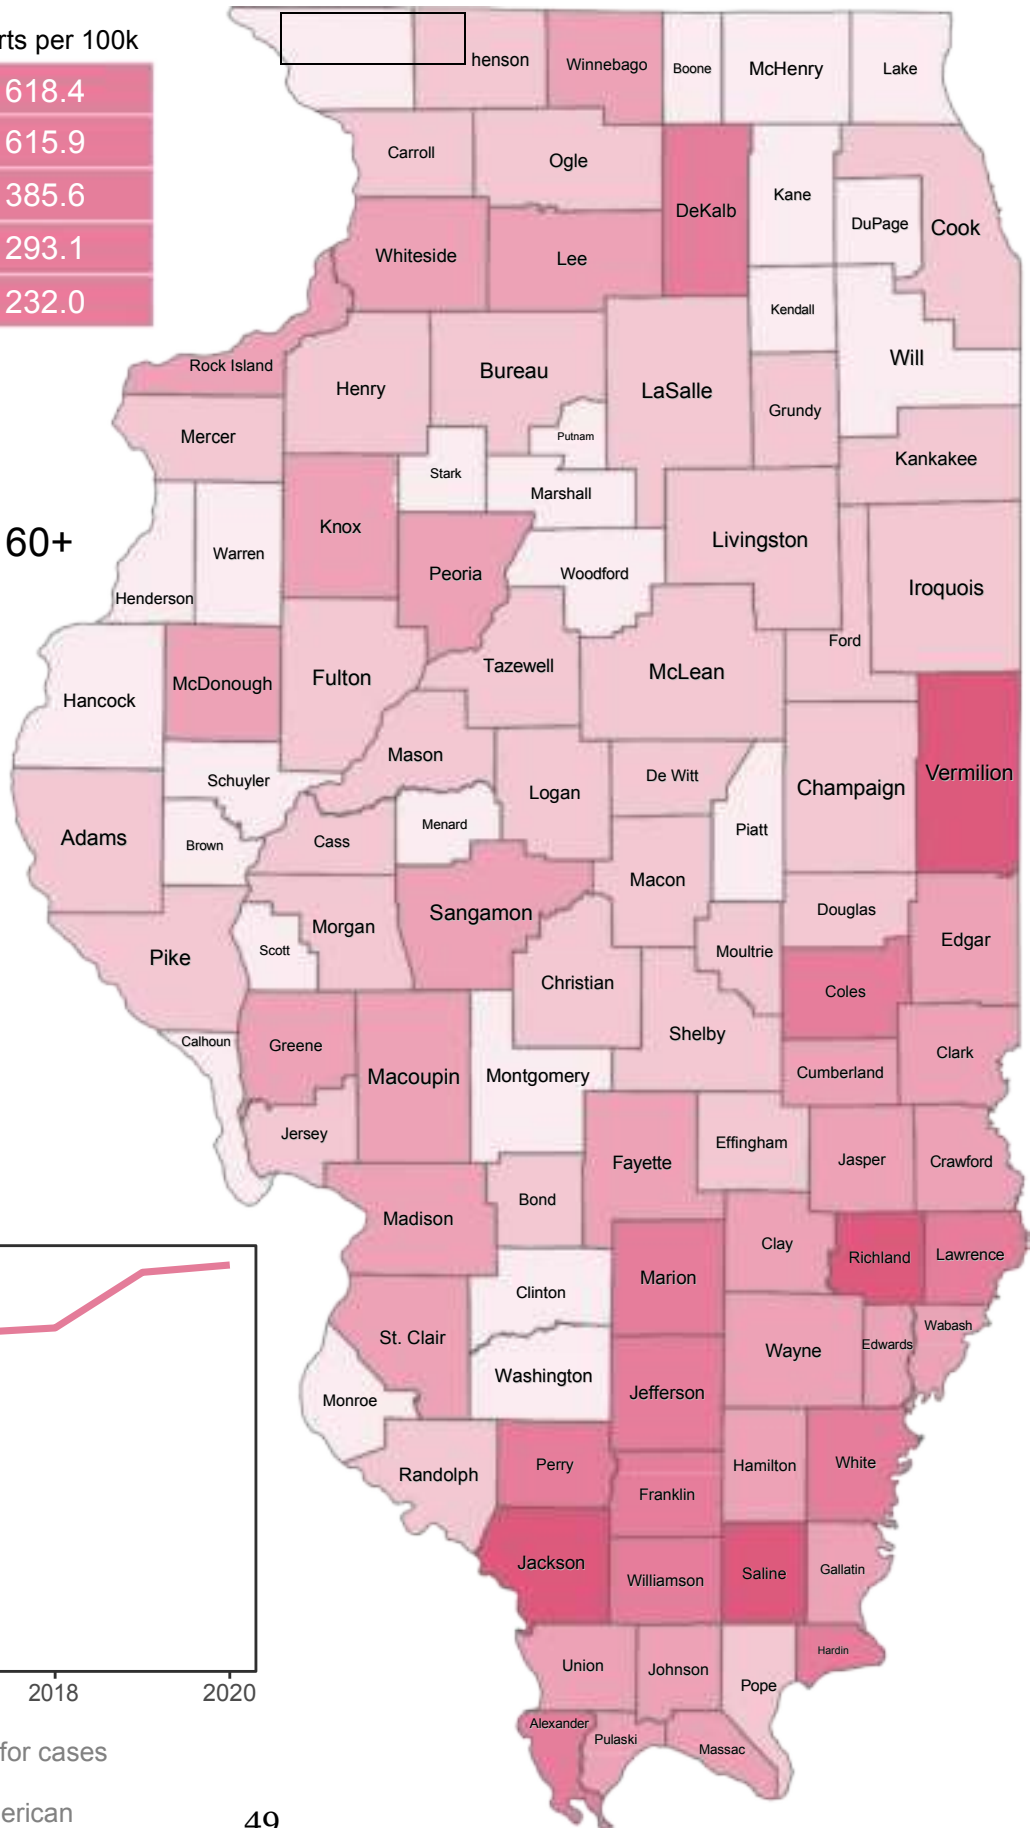 rts per 100k
618.4
615.9
385.6
293.1
232.0
60+
henson
Winnebago
Boone
McHenry
Lake
Carroll
Ogle
DeKalb
Kane
DuPage
Cook
Whiteside
Lee
Kendall
Will
Rock Island
Henry
Bureau
LaSalle
Grundy
Mercer
Putnam
Kankakee
Stark
Marshall
Knox
Warren
Peoria
Livingston
Woodford
Iroquois
Henderson
Ford
Hancock
McDonough
Fulton
Tazewell
McLean
Mason
Schuyler
Logan
De Witt
Champaign
Vermilion
Adams
Brown
Cass
Menard
Piatt
Macon
Sangamon
Douglas
Morgan
Pike
Scott
Christian
Moultrie
Edgar
Coles
Calhoun
Greene
Macoupin
Montgomery
Shelby
Cumberland
Clark
Jersey
Effingham
Fayette
Jasper
Crawford
Bond
Madison
Clay
Richland
Lawrence
Marion
Clinton
St. Clair
Washington
Wayne
Edwards
Wabash
Monroe
Jefferson
Randolph
Perry
Hamilton
White
Franklin
Jackson
Williamson
Saline
Gallatin
Union
Johnson
Pope
Hardin
Alexander
Pulaski
Massac
2018
2020
for cases
erican
49